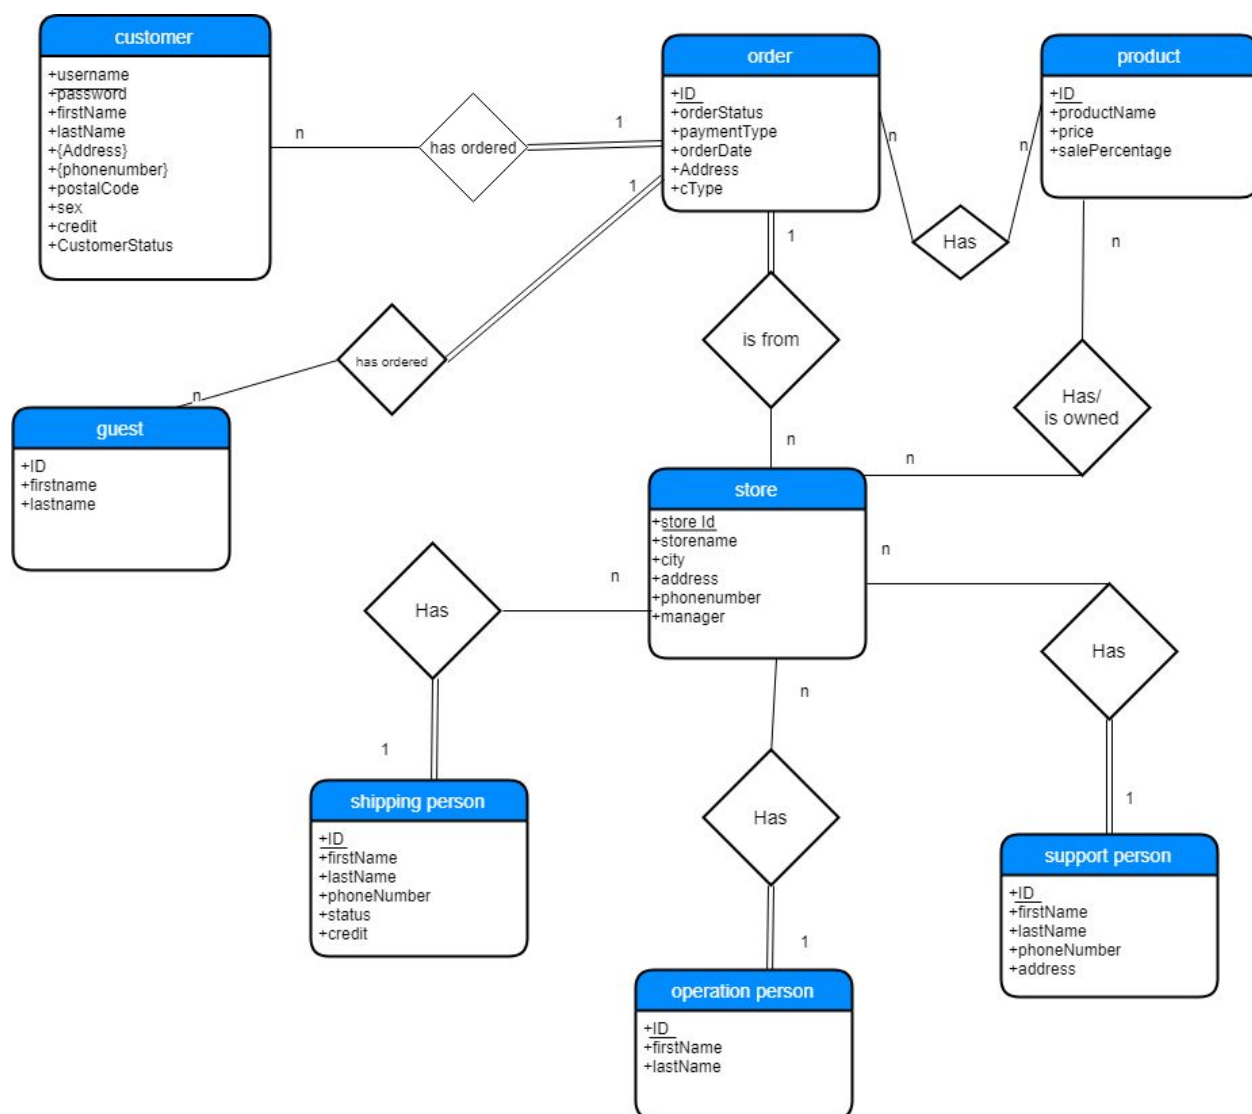 customer
+username
+password
+firstName
+lastName
+{Address}
+{phonenumber}
+postalCode
+sex
+credit
+CustomerStatus
n
has ordered
1
order
+ID
+orderStatus
+paymentType
+orderDate
+Address
+cType
product
+ID
+productName
+price
+salePercentage
n
Has
n
1
has ordered
n
guest
+ID
+firstname
+lastname
1
is from
n
n
Has/
is owned
n
store
+store Id
+storename
+city
+address
+phonenumber
+manager
n
Has
1
shipping person
+ID
+firstName
+lastName
+phoneNumber
+status
+credit
n
Has
1
operation person
+ID
+firstName
+lastName
n
Has
1
support person
+ID
+firstName
+lastName
+phoneNumber
+address